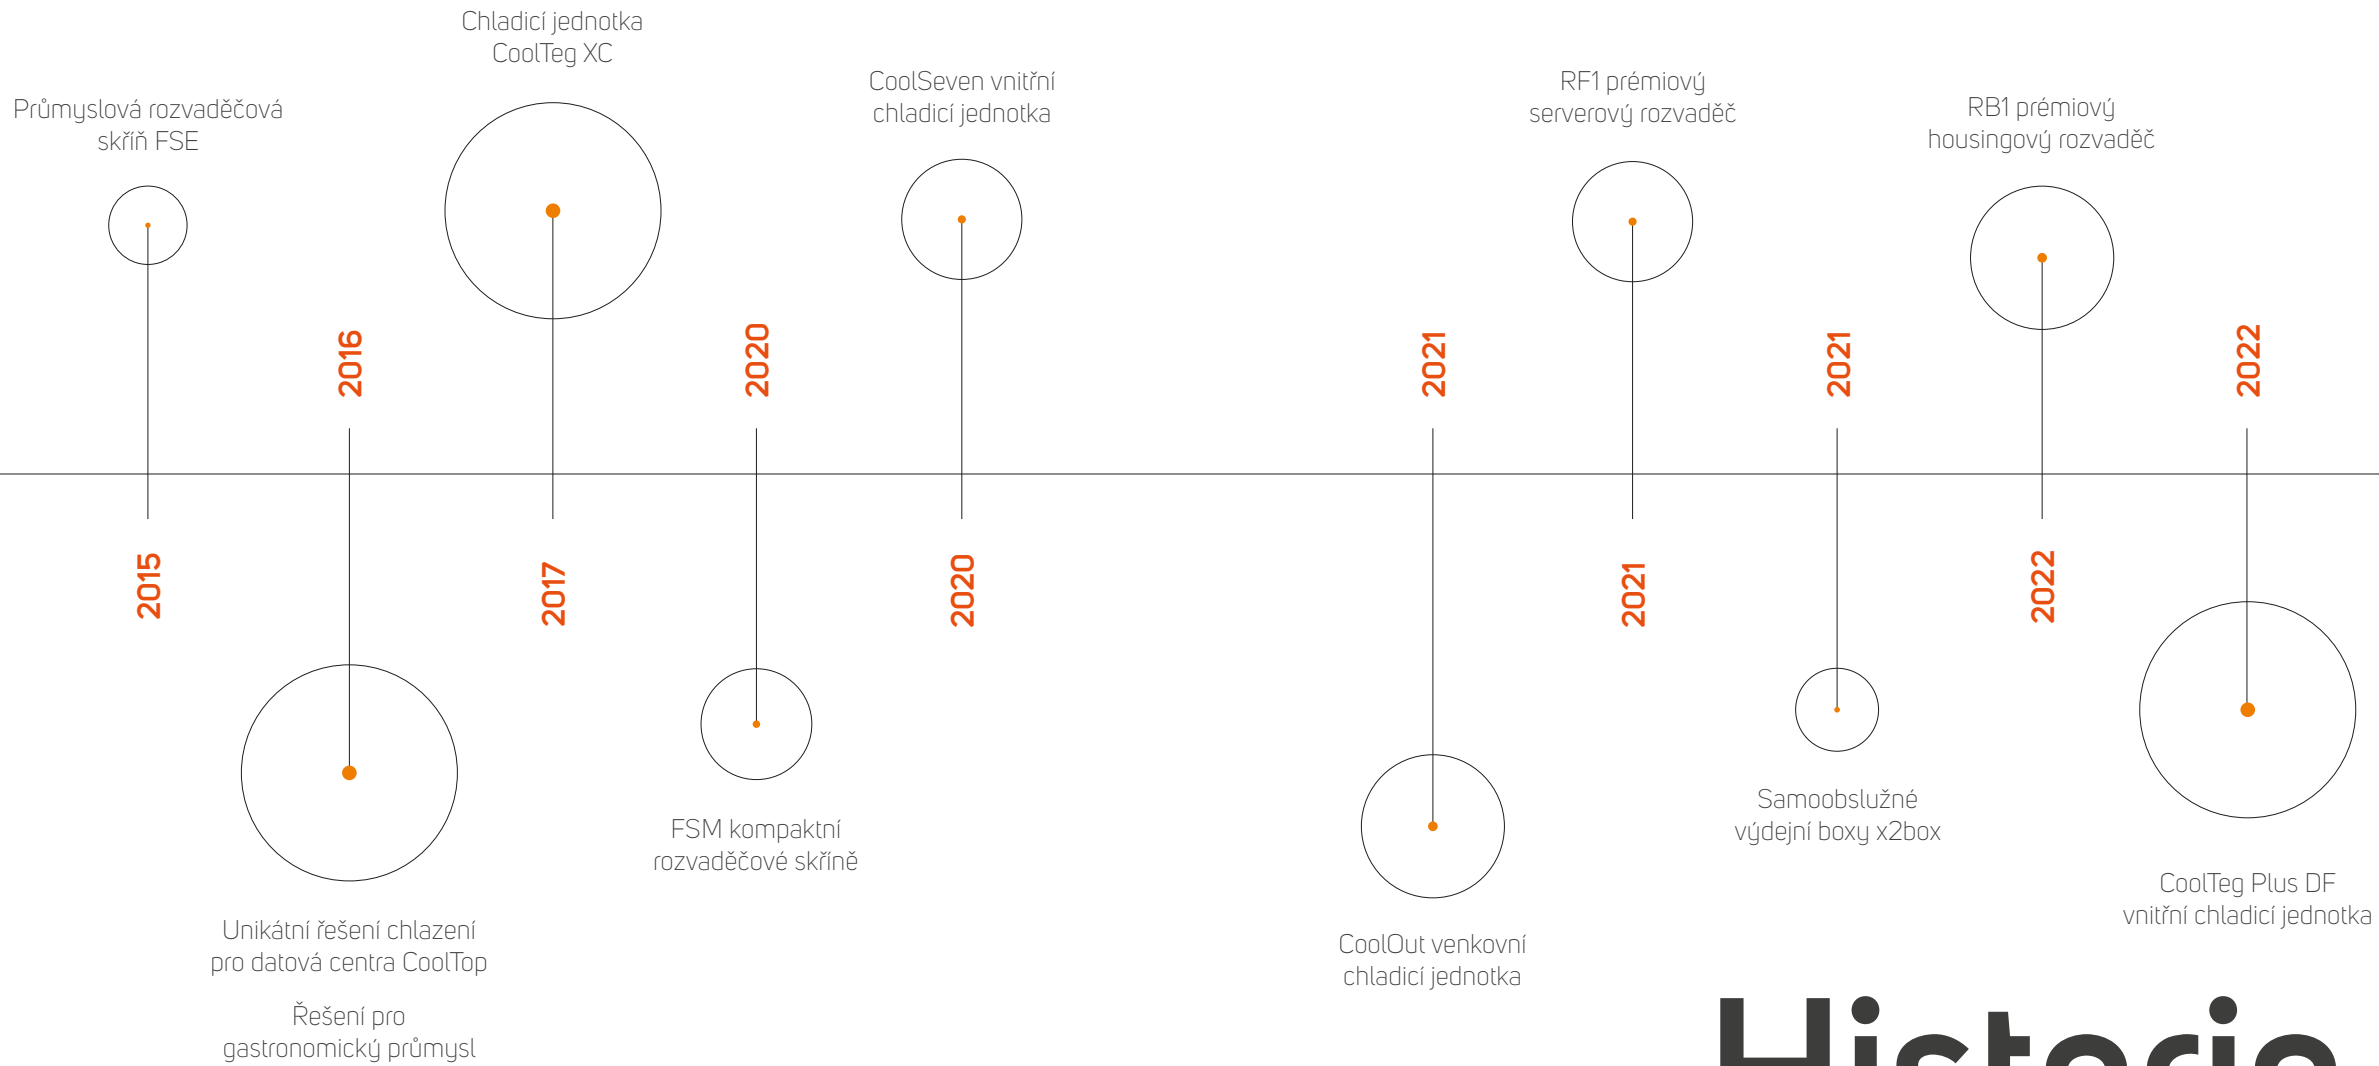 Průmyslová rozvaděčová
skříň FSE
2015
2016
Unikátní řešení chlazení
pro datová centra CoolTop
Řešení pro
gastronomický průmysl
Chladicí jednotka
CoolTeg XC
2017
2020
FSM kompaktní
rozvaděčové skříně
CoolSeven vnitřní
chladicí jednotka
2020
2021
CoolOut venkovní
chladicí jednotka
RF1 prémiový
serverový rozvaděč
2021
2021
Samoobslužné
výdejní boxy x2box
RB1 prémiový
housingový rozvaděč
2022
2022
CoolTeg Plus DF
vnitřní chladicí jednotka
Historie